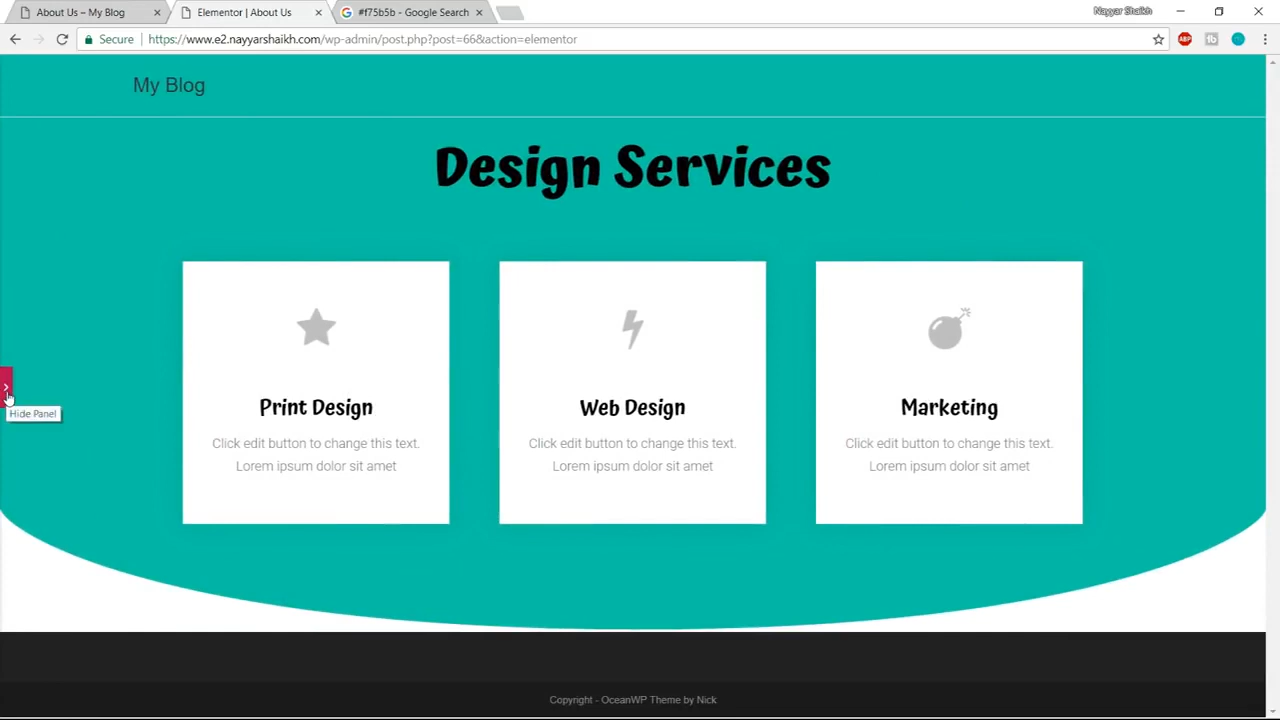 About Us – My Blog
Elementor | About Us
#f75b5b - Google Search
Nayyar Shaikh
Secure
https://www.e2.nayyarshaikh.com/wp-admin/post.php?post=66&action=elementor
ABP
My Blog
Design Services
Print Design
Click edit button to change this text.
Lorem ipsum dolor sit amet
Web Design
Click edit button to change this text.
Lorem ipsum dolor sit amet
Marketing
Click edit button to change this text.
Lorem ipsum dolor sit amet
Hide Panel
Copyright - OceanWP Theme by Nick